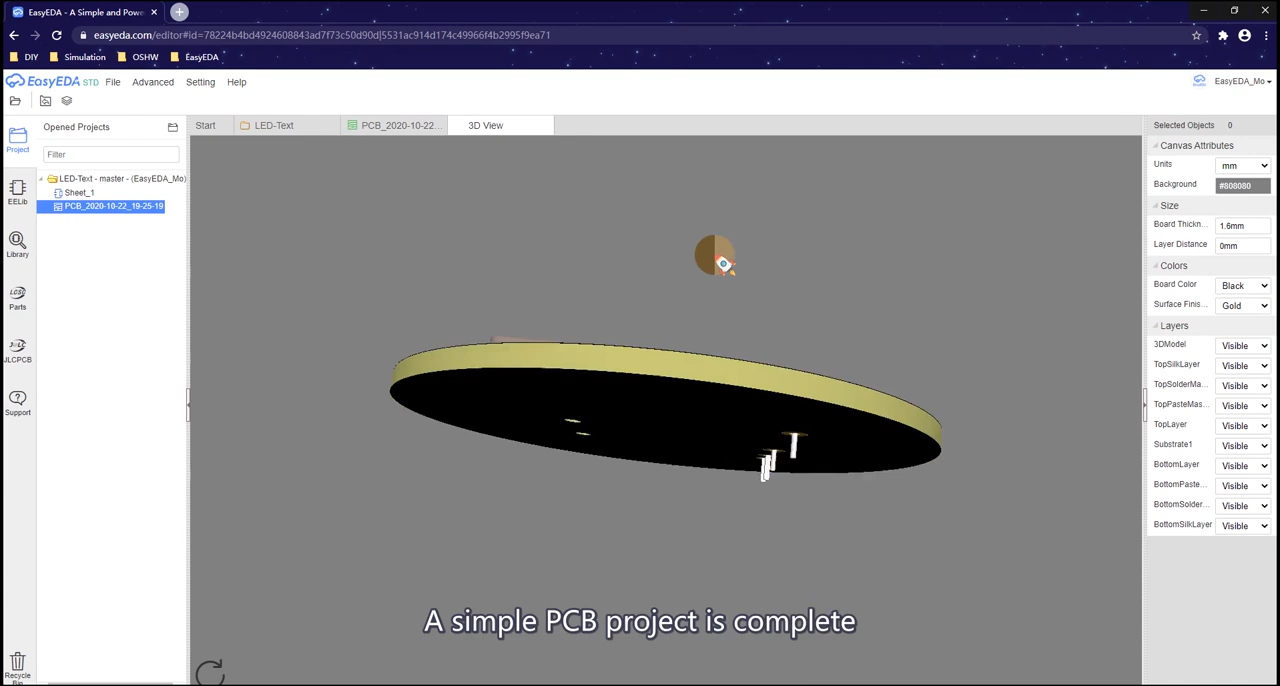 EasyEDA - A Simple and Powe
easyeda.com/editor#id=78224b4bd4924608843ad7f73c50d90d|5531ac914d174c49966f4b2995f9ea71
DIY Simulation OSHW EasyEDA
EasyEDA STD File Advanced Setting Help EasyEDA_Mo
Project
EELib
Library
LCSC
Parts
JLC
JLCPCB
Support
Recycle
Bin
Opened Projects
Filter
LED-Text - master - (EasyEDA_Mo)
Sheet_1
PCB_2020-10-22_19-25-19
Start LED-Text PCB_2020-10-22... 3D View
A simple PCB project is complete
Selected Objects 0
Canvas Attributes
Units mm
Background #808080
Size
Board Thickn... 1.6mm
Layer Distance 0mm
Colors
Board Color Black
Surface Finis... Gold
Layers
3DModel Visible
TopSilkLayer Visible
TopSolderMa... Visible
TopPasteMas... Visible
TopLayer Visible
Substrate1 Visible
BottomLayer Visible
BottomPaste... Visible
BottomSolder... Visible
BottomSilkLayer Visible